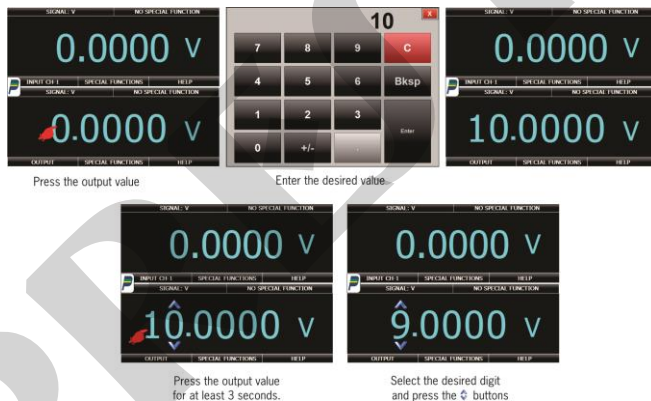 SIGNAL: V NO SPECIAL FUNCTION
0.0000 V
INPUT CH 1 SPECIAL FUNCTIONS HELP
SIGNAL: V NO SPECIAL FUNCTION
0.0000 V
OUTPUT SPECIAL FUNCTIONS HELP
Press the output value
10 X
7 8 9 C
4 5 6 Bksp
1 2 3
Enter
0 +/- .
Enter the desired value
SIGNAL: V NO SPECIAL FUNCTION
0.0000 V
INPUT CH 1 SPECIAL FUNCTIONS HELP
SIGNAL: V NO SPECIAL FUNCTION
10.0000 V
OUTPUT SPECIAL FUNCTIONS HELP
SIGNAL: V NO SPECIAL FUNCTION
0.0000 V
INPUT CH 1 SPECIAL FUNCTIONS HELP
SIGNAL: V NO SPECIAL FUNCTION
10.0000 V
OUTPUT SPECIAL FUNCTIONS HELP
Press the output value
for at least 3 seconds.
SIGNAL: V NO SPECIAL FUNCTION
0.0000 V
INPUT CH 1 SPECIAL FUNCTIONS HELP
SIGNAL: V NO SPECIAL FUNCTION
9.0000 V
OUTPUT SPECIAL FUNCTIONS HELP
Select the desired digit
and press the buttons